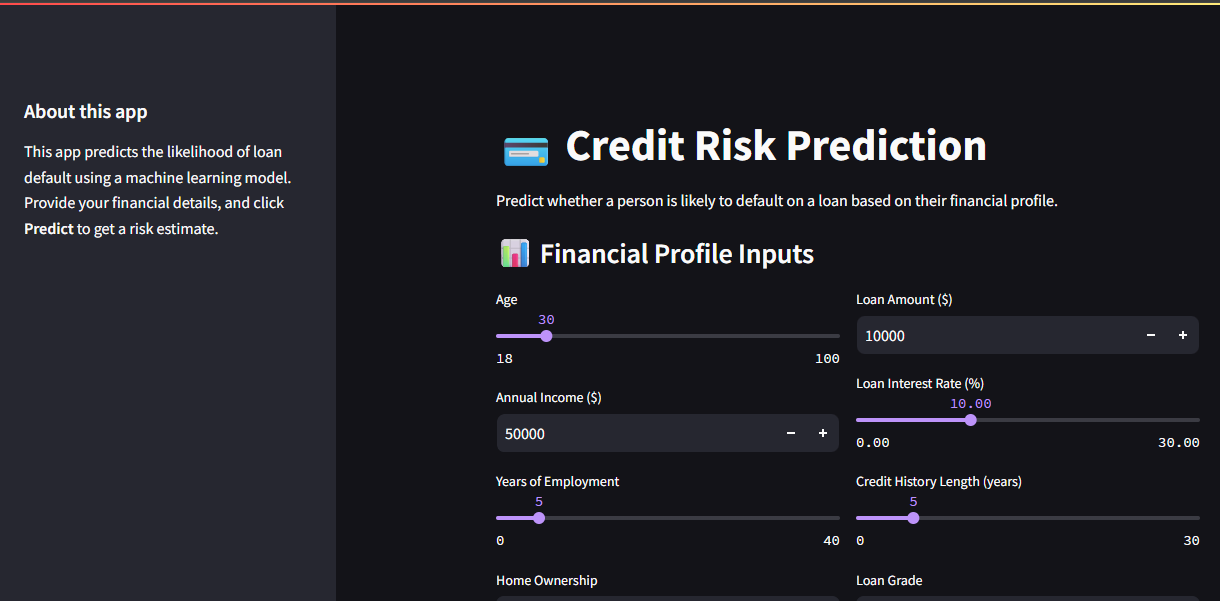 About this app
This app predicts the likelihood of loan
default using a machine learning model.
Provide your financial details, and click
Predict to get a risk estimate.
Credit Risk Prediction
Predict whether a person is likely to default on a loan based on their financial profile.
Financial Profile Inputs
Age
30
18 100
Annual Income ($)
50000 − +
Years of Employment
5
0 40
Home Ownership
Loan Amount ($)
10000 − +
Loan Interest Rate (%)
10.00
0.00 30.00
Credit History Length (years)
5
0 30
Loan Grade